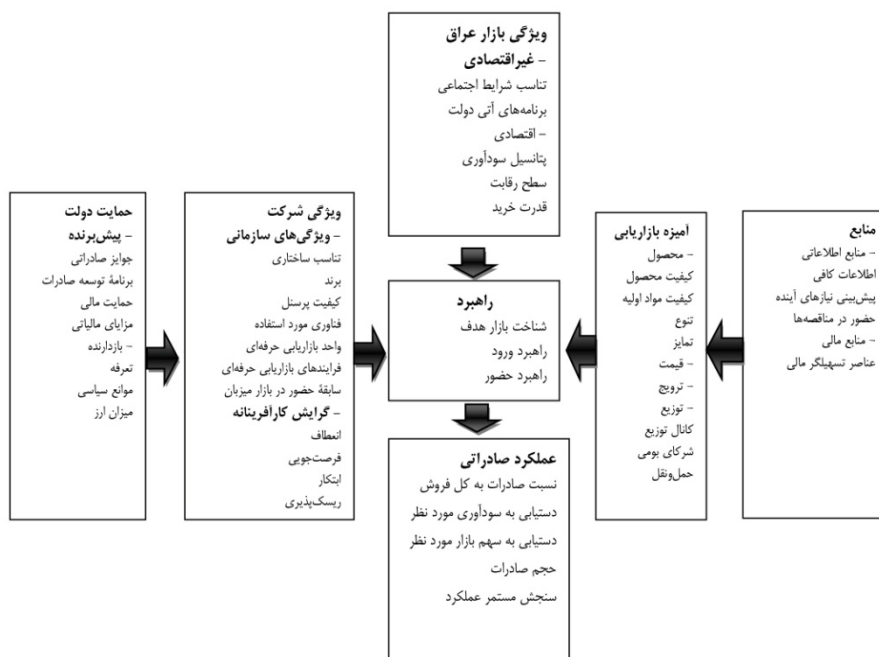 ویژگی بازار عراق
– غیراقتصادی
تناسب شرایط اجتماعی
برنامه‌های آتی دولت
– اقتصادی
پتانسیل سودآوری
سطح رقابت
قدرت خرید
منابع
– منابع اطلاعاتی
اطلاعات کافی
پیش‌بینی نیازهای آینده
حضور در مناقصه‌ها
– منابع مالی
عناصر تسهیلگر مالی
آمیزه بازاریابی
– محصول
کیفیت محصول
کیفیت مواد اولیه
تنوع
تمایز
– قیمت
– ترویج
– توزیع
کانال توزیع
شرکای بومی
حمل‌ونقل
راهبرد
شناخت بازار هدف
راهبرد ورود
راهبرد حضور
ویژگی شرکت
– ویژگی‌های سازمانی
تناسب ساختاری
برند
کیفیت پرسنل
فناوری مورد استفاده
واحد بازاریابی حرفه‌ای
فرایندهای بازاریابی حرفه‌ای
سابقهٔ حضور در بازار میزبان
– گرایش کارآفرینانه
انعطاف
فرصت‌جویی
ابتکار
ریسک‌پذیری
حمایت دولت
– پیش‌برنده
جوایز صادراتی
برنامهٔ توسعه صادرات
حمایت مالی
مزایای مالیاتی
– بازدارنده
تعرفه
موانع سیاسی
میزان ارز
عملکرد صادراتی
نسبت صادرات به کل فروش
دستیابی به سودآوری مورد نظر
دستیابی به سهم بازار مورد نظر
حجم صادرات
سنجش مستمر عملکرد